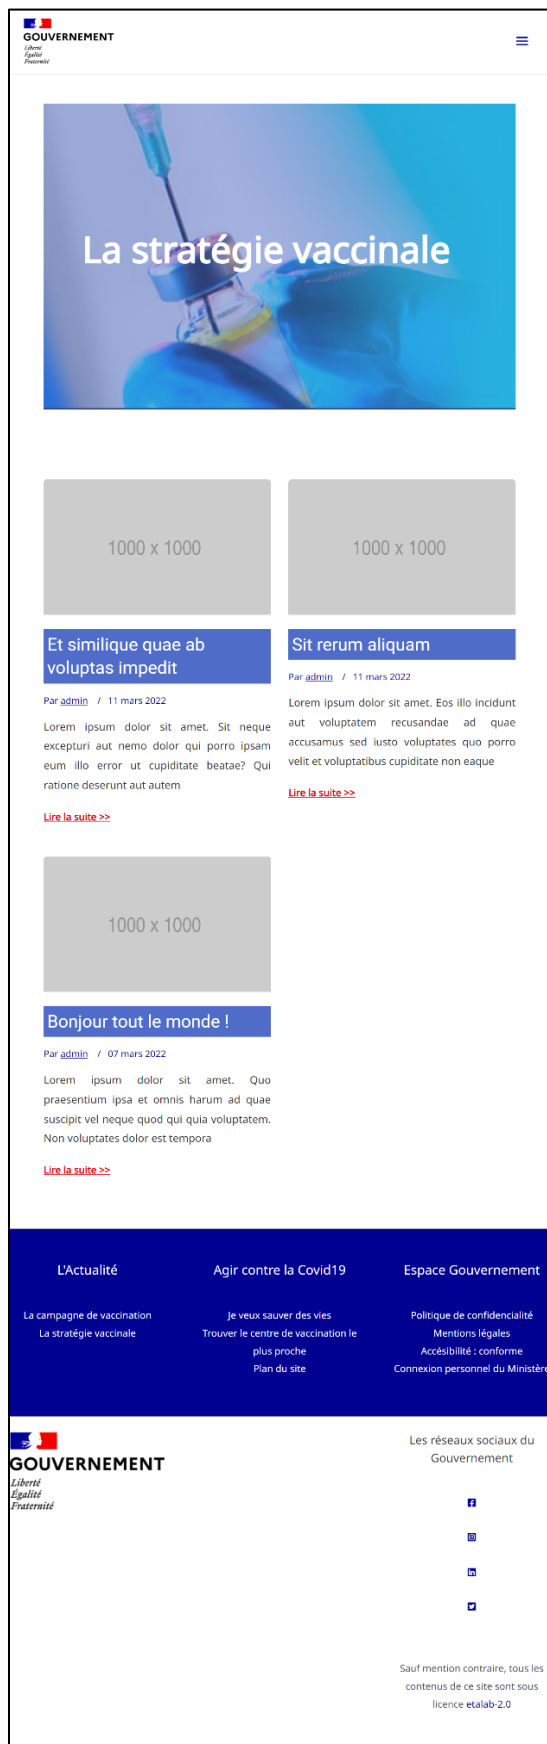 GOUVERNEMENT
Liberté
Égalité
Fraternité
La stratégie vaccinale
1000 x 1000
Et similique quae ab
voluptas impedit
Par admin / 11 mars 2022
Lorem ipsum dolor sit amet. Sit neque
excepturi aut nemo dolor qui porro ipsam
eum illo error ut cupiditate beatae? Qui
ratione deserunt aut autem
Lire la suite >>
1000 x 1000
Sit rerum aliquam
Par admin / 11 mars 2022
Lorem ipsum dolor sit amet. Eos illo incidunt
aut voluptatem recusandae ad quae
accusamus sed iusto voluptates quo porro
velit et voluptatibus cupiditate non eaque
Lire la suite >>
1000 x 1000
Bonjour tout le monde !
Par admin / 07 mars 2022
Lorem ipsum dolor sit amet. Quo
praesentium ipsa et omnis harum ad quae
suscipit vel neque quod qui quia voluptatem.
Non voluptates dolor est tempora
Lire la suite >>
L'Actualité
La campagne de vaccination
La stratégie vaccinale
Agir contre la Covid19
Je veux sauver des vies
Trouver le centre de vaccination le
plus proche
Plan du site
Espace Gouvernement
Politique de confidencialité
Mentions légales
Accésibilité : conforme
Connexion personnel du Ministère
GOUVERNEMENT
Liberté
Égalité
Fraternité
Les réseaux sociaux du
Gouvernement
Sauf mention contraire, tous les
contenus de ce site sont sous
licence etalab-2.0